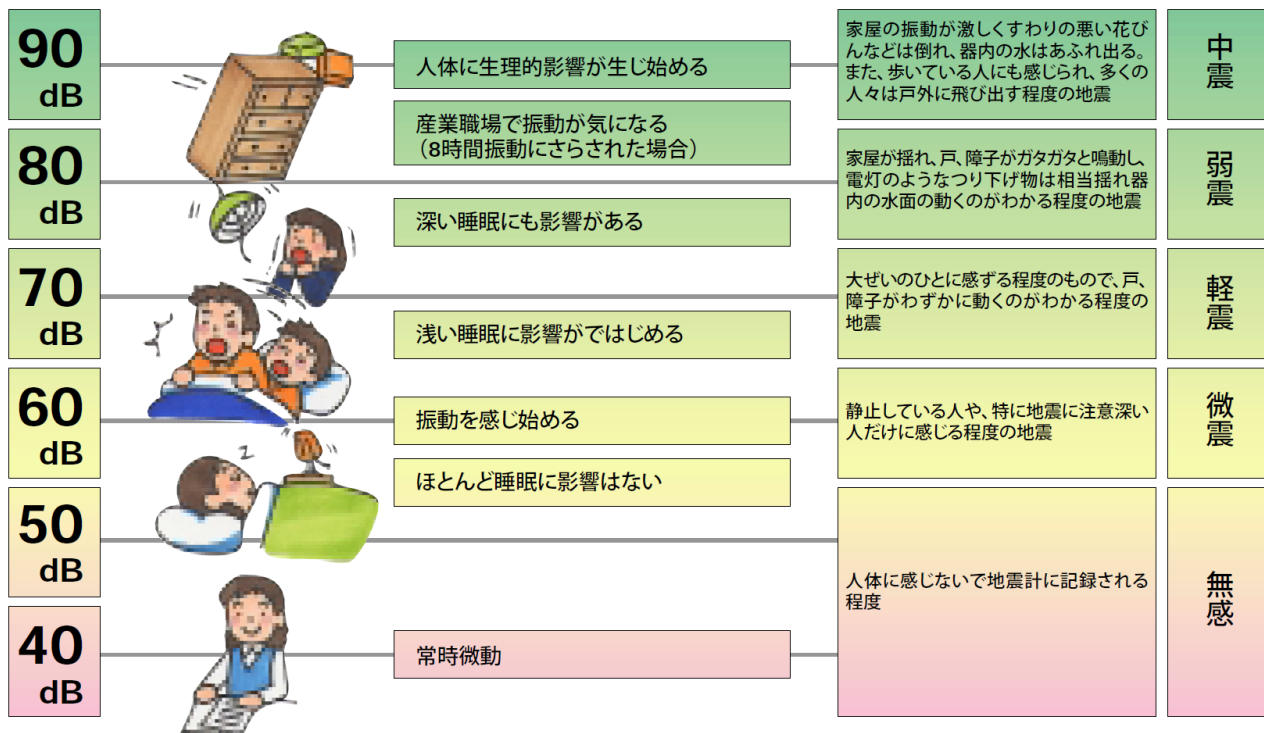 90
dB
人体に生理的影響が生じ始める
家屋の振動が激しくすわりの悪い花び
んなどは倒れ、器内の水はあふれ出る。
また、歩いている人にも感じられ、多くの
人々は戸外に飛び出す程度の地震
中震
産業職場で振動が気になる
（8時間振動にさらされた場合）
80
dB
家屋が揺れ、戸、障子がガタガタと鳴動し、
電灯のようなつり下げ物は相当揺れ器
内の水面の動くのがわかる程度の地震
弱震
深い睡眠にも影響がある
70
dB
大ぜいのひとに感ずる程度のもので、戸、
障子がわずかに動くのがわかる程度の
地震
軽震
浅い睡眠に影響がではじめる
60
dB
振動を感じ始める
静止している人や、特に地震に注意深い
人だけに感じる程度の地震
微震
z
ほとんど睡眠に影響はない
50
dB
人体に感じないで地震計に記録される
程度
無感
40
dB
常時微動